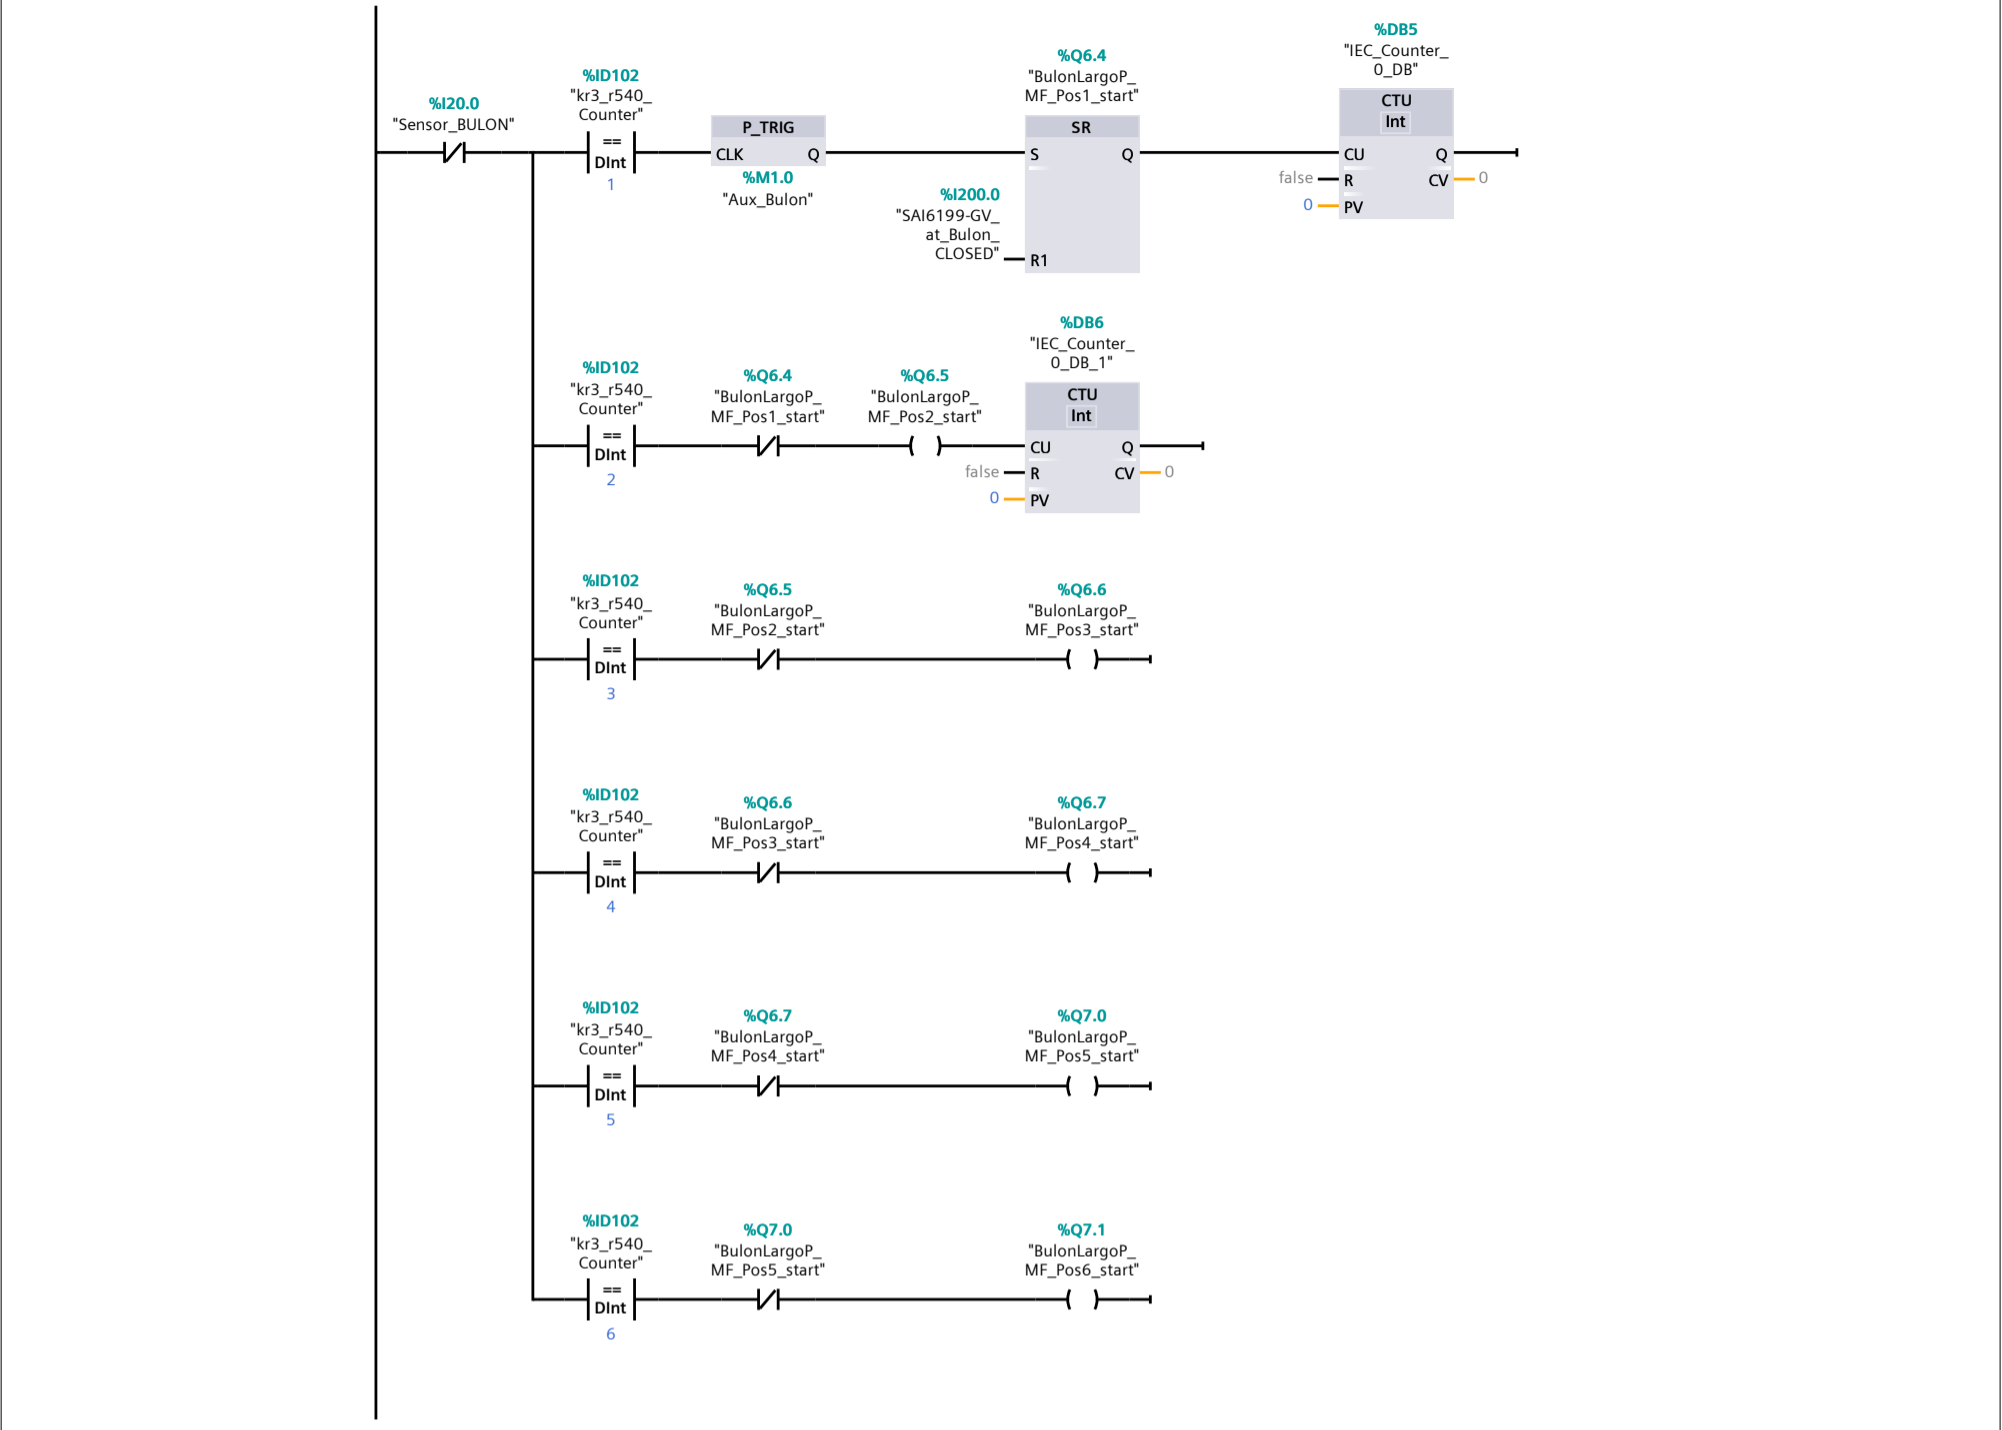 %I20.0
"Sensor_BULON"
%ID102
"kr3_r540_
Counter"
==
DInt
1
P_TRIG
CLK Q
%M1.0
"Aux_Bulon"
%Q6.4
"BulonLargoP_
MF_Pos1_start"
SR
S Q
%I200.0
"SAI6199-GV_
at_Bulon_
CLOSED"
R1
%DB5
"IEC_Counter_
0_DB"
CTU
Int
CU Q
false R CV 0
0 PV
%ID102
"kr3_r540_
Counter"
==
DInt
2
%Q6.4
"BulonLargoP_
MF_Pos1_start"
%Q6.5
"BulonLargoP_
MF_Pos2_start"
%DB6
"IEC_Counter_
0_DB_1"
CTU
Int
CU Q
false R CV 0
0 PV
%ID102
"kr3_r540_
Counter"
==
DInt
3
%Q6.5
"BulonLargoP_
MF_Pos2_start"
%Q6.6
"BulonLargoP_
MF_Pos3_start"
%ID102
"kr3_r540_
Counter"
==
DInt
4
%Q6.6
"BulonLargoP_
MF_Pos3_start"
%Q6.7
"BulonLargoP_
MF_Pos4_start"
%ID102
"kr3_r540_
Counter"
==
DInt
5
%Q6.7
"BulonLargoP_
MF_Pos4_start"
%Q7.0
"BulonLargoP_
MF_Pos5_start"
%ID102
"kr3_r540_
Counter"
==
DInt
6
%Q7.0
"BulonLargoP_
MF_Pos5_start"
%Q7.1
"BulonLargoP_
MF_Pos6_start"